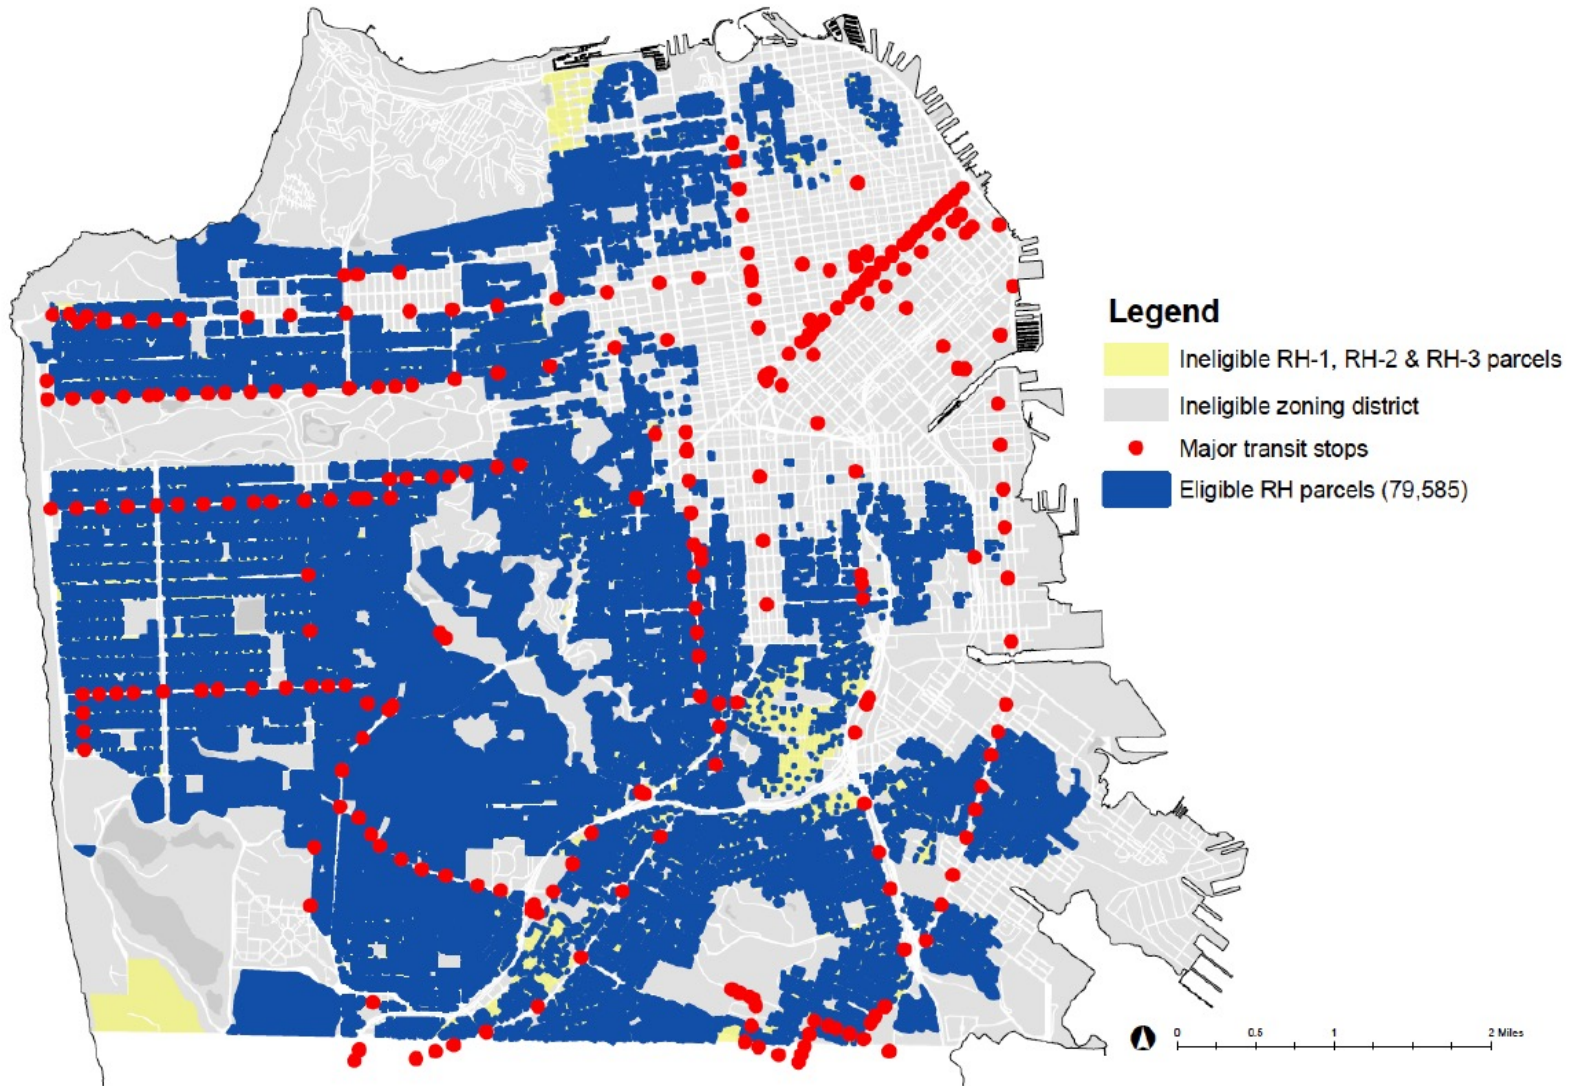 Legend
Ineligible RH-1, RH-2 & RH-3 parcels
Ineligible zoning district
Major transit stops
Eligible RH parcels (79,585)
0 0.5 1 2 Miles